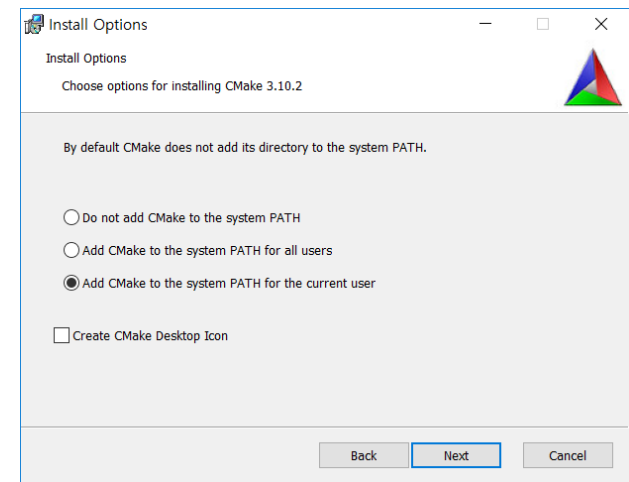 Install Options
Install Options
Choose options for installing CMake 3.10.2
By default CMake does not add its directory to the system PATH.
Do not add CMake to the system PATH
Add CMake to the system PATH for all users
Add CMake to the system PATH for the current user
Create CMake Desktop Icon
Back Next Cancel